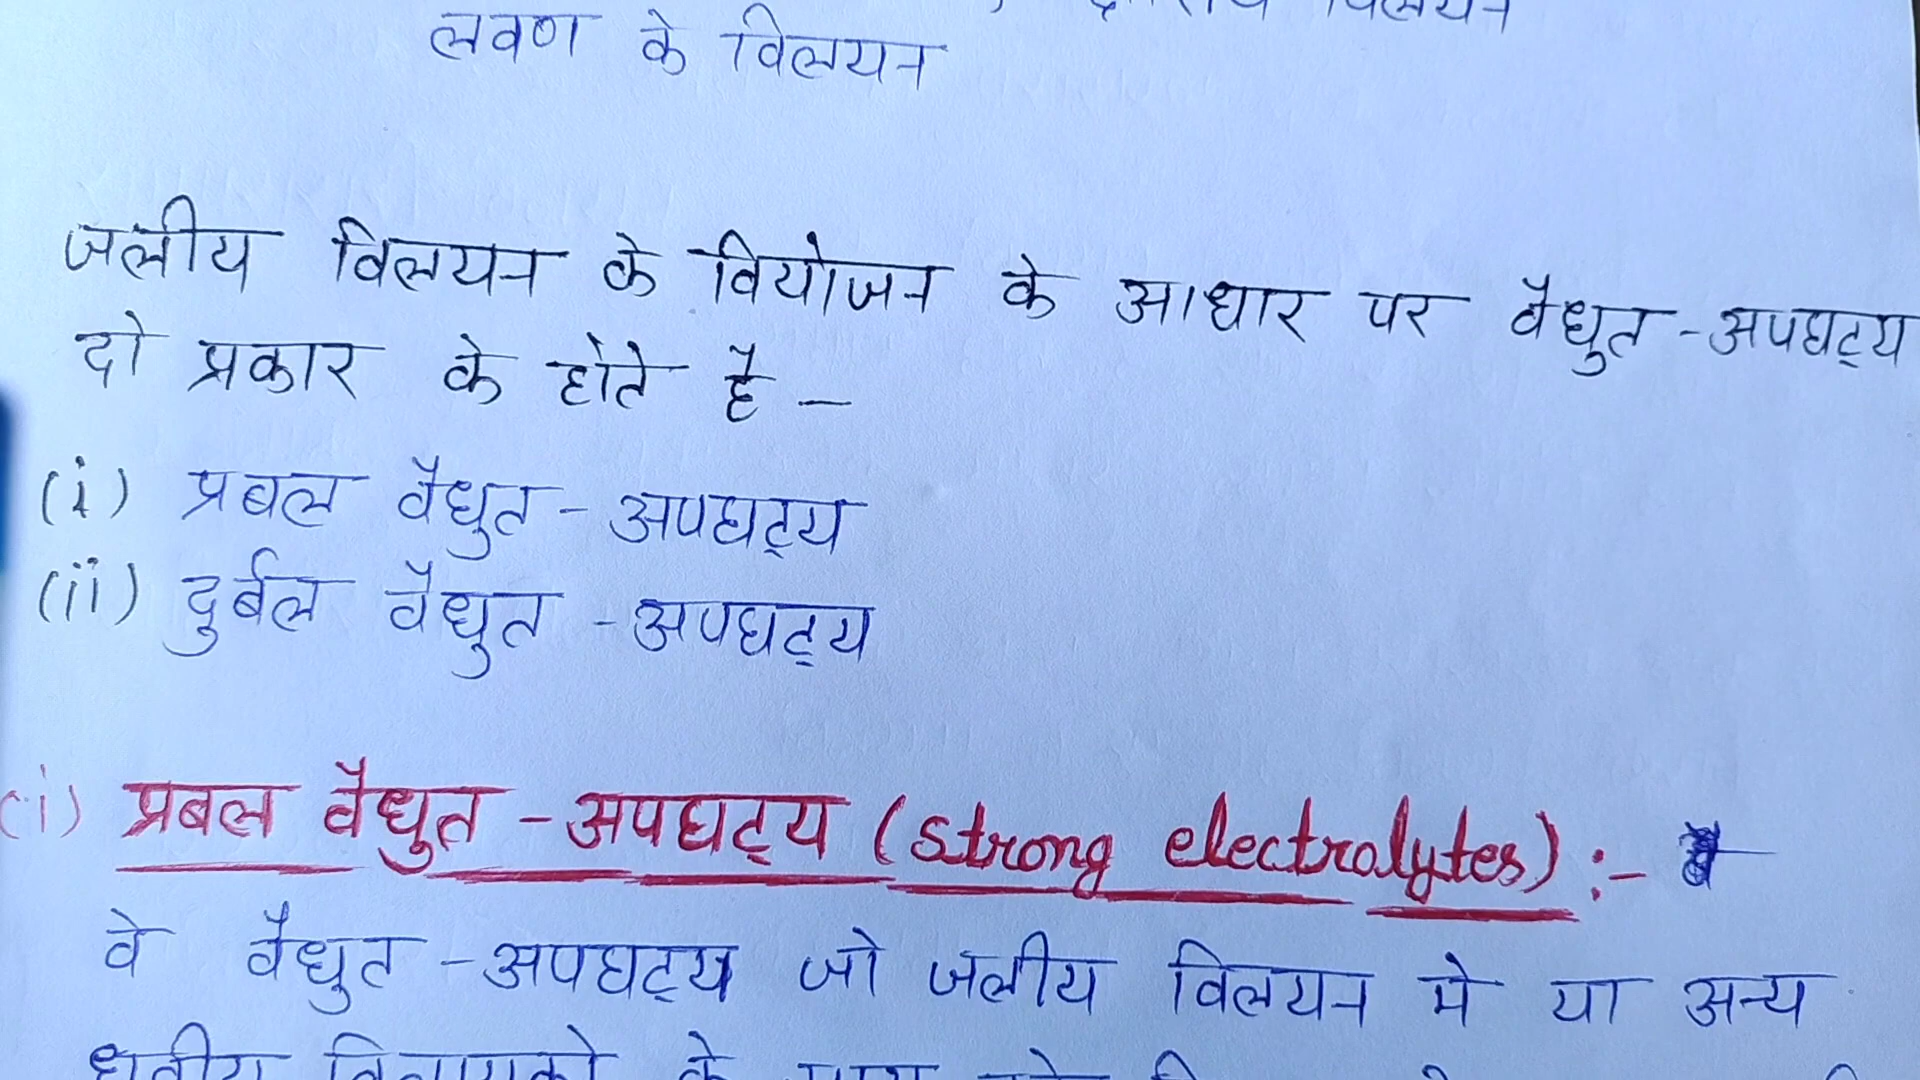 विलयन
लवण के विलयन
जलीय विलयन के वियोजन के आधार पर वैधुत -अपघट्य
दो प्रकार के होते है -
(i) प्रबल वैधुत - अपघट्य
(ii) दुर्बल वैधुत - अपघट्य
(i) प्रबल वैधुत - अपघट्य (strong electrolytes) :-
वे वैधुत -अपघट्य जो जलीय विलयन मे या अन्य
के